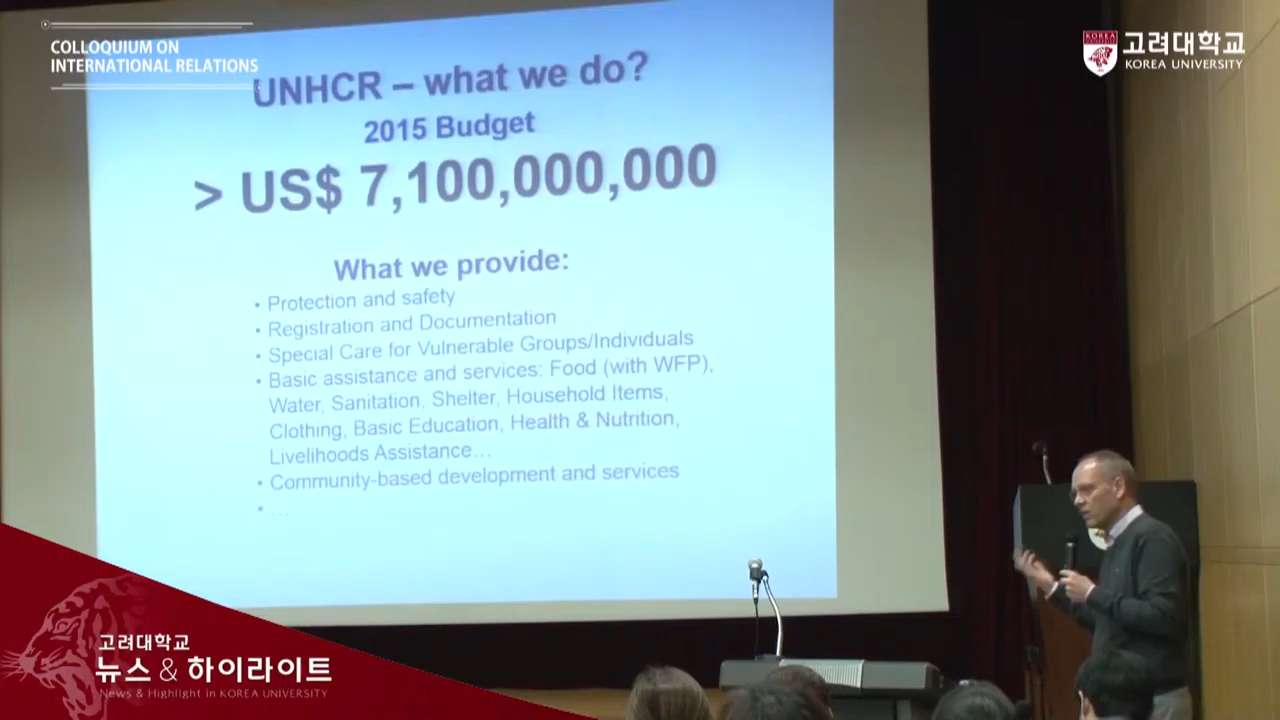 COLLOQUIUM ON
INTERNATIONAL RELATIONS
KOREA
고려대학교
KOREA UNIVERSITY
UNHCR – what we do?
2015 Budget
> US$ 7,100,000,000
What we provide:
• Protection and safety
• Registration and Documentation
• Special Care for Vulnerable Groups/Individuals
• Basic assistance and services: Food (with WFP),
Water, Sanitation, Shelter, Household Items,
Clothing, Basic Education, Health & Nutrition,
Livelihoods Assistance…
• Community-based development and services
• …
고려대학교
뉴스 & 하이라이트
News & Highlight in KOREA UNIVERSITY